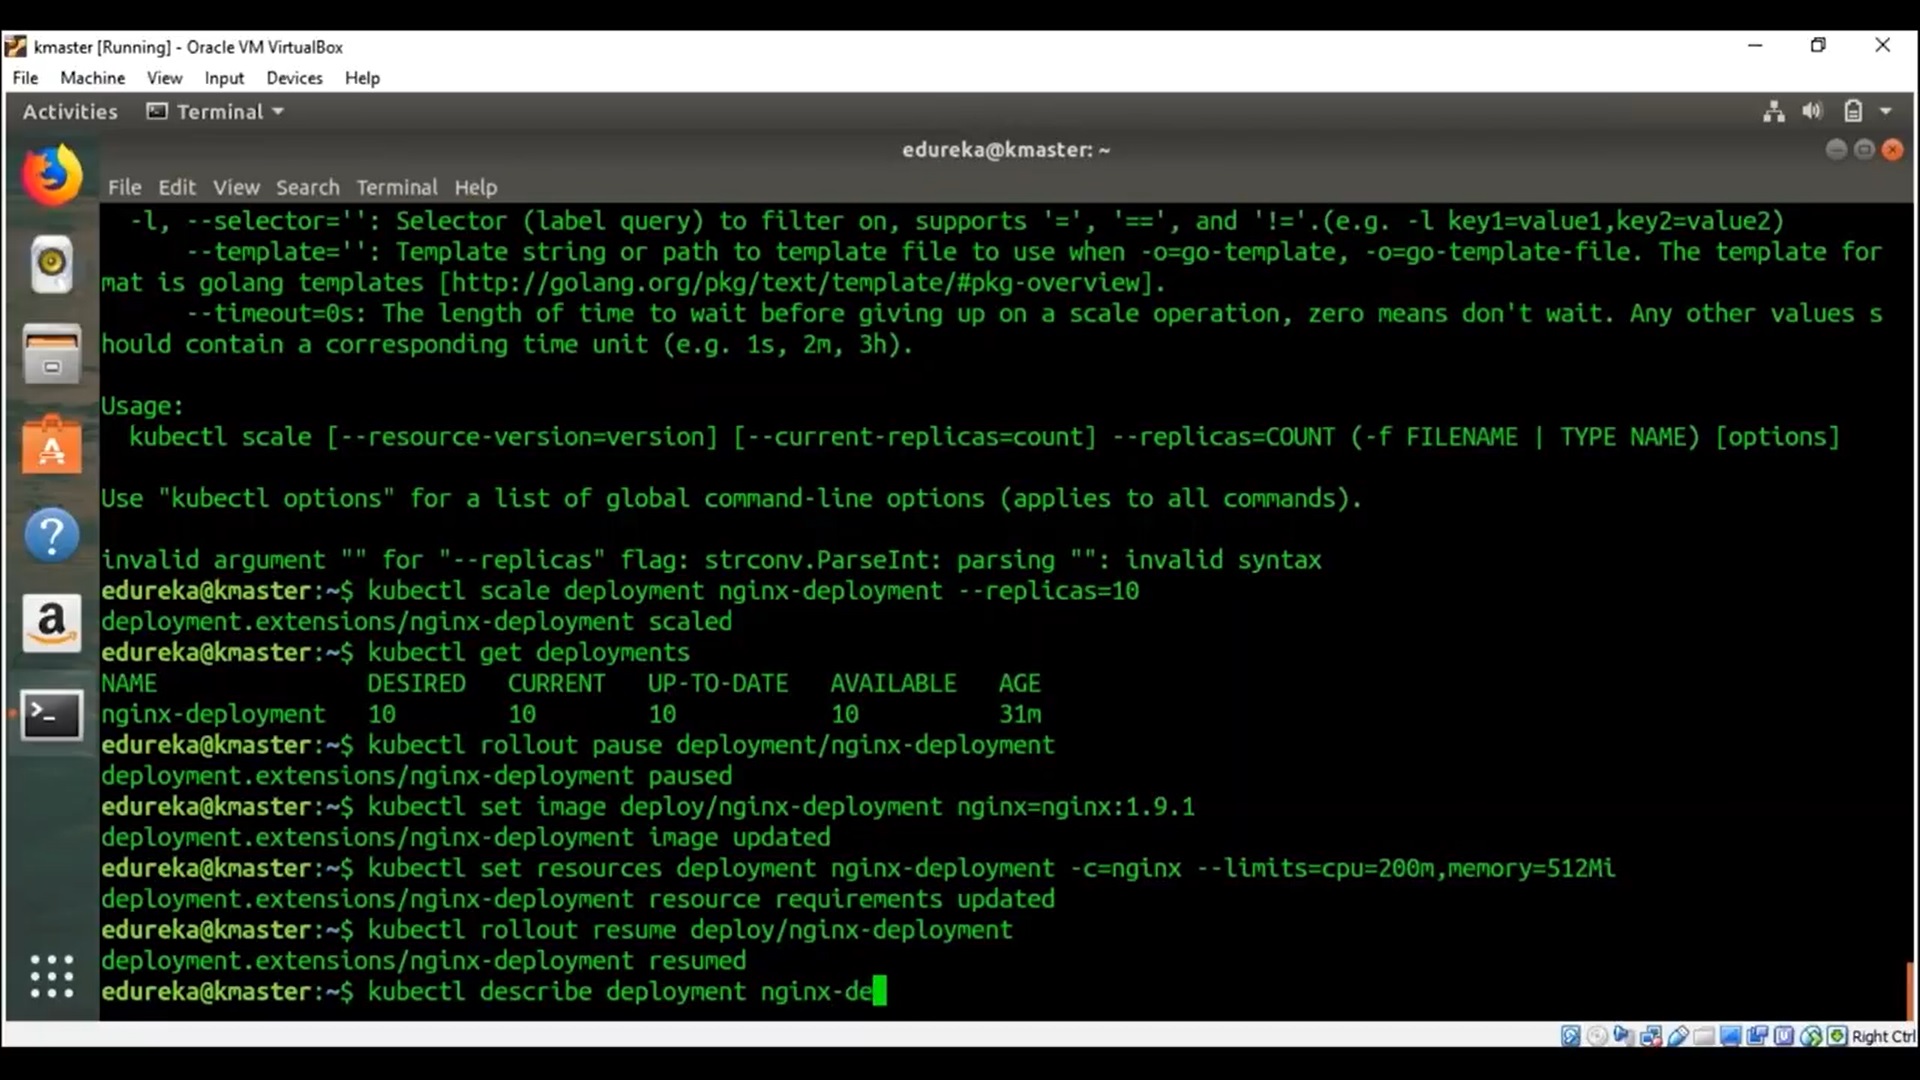 kmaster [Running] - Oracle VM VirtualBox
File Machine View Input Devices Help
Activities Terminal
edureka@kmaster: ~
File Edit View Search Terminal Help
-l, --selector='': Selector (label query) to filter on, supports '=', '==', and '!='.(e.g. -l key1=value1,key2=value2)
--template='': Template string or path to template file to use when -o=go-template, -o=go-template-file. The template for
mat is golang templates [http://golang.org/pkg/text/template/#pkg-overview].
--timeout=0s: The length of time to wait before giving up on a scale operation, zero means don't wait. Any other values s
hould contain a corresponding time unit (e.g. 1s, 2m, 3h).
Usage:
kubectl scale [--resource-version=version] [--current-replicas=count] --replicas=COUNT (-f FILENAME | TYPE NAME) [options]
Use "kubectl options" for a list of global command-line options (applies to all commands).
invalid argument "" for "--replicas" flag: strconv.ParseInt: parsing "": invalid syntax
edureka@kmaster:~$ kubectl scale deployment nginx-deployment --replicas=10
deployment.extensions/nginx-deployment scaled
edureka@kmaster:~$ kubectl get deployments
NAME DESIRED CURRENT UP-TO-DATE AVAILABLE AGE
nginx-deployment 10 10 10 10 31m
edureka@kmaster:~$ kubectl rollout pause deployment/nginx-deployment
deployment.extensions/nginx-deployment paused
edureka@kmaster:~$ kubectl set image deploy/nginx-deployment nginx=nginx:1.9.1
deployment.extensions/nginx-deployment image updated
edureka@kmaster:~$ kubectl set resources deployment nginx-deployment -c=nginx --limits=cpu=200m,memory=512Mi
deployment.extensions/nginx-deployment resource requirements updated
edureka@kmaster:~$ kubectl rollout resume deploy/nginx-deployment
deployment.extensions/nginx-deployment resumed
edureka@kmaster:~$ kubectl describe deployment nginx-de
Right Ctrl